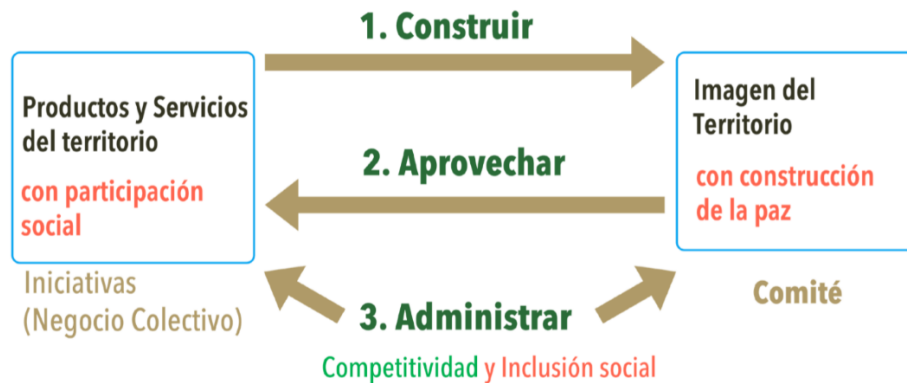 1. Construir
Productos y Servicios
del territorio
con participación
social
Iniciativas
(Negocio Colectivo)
2. Aprovechar
Imagen del
Territorio
con construcción
de la paz
Comité
3. Administrar
Competitividad y Inclusión social